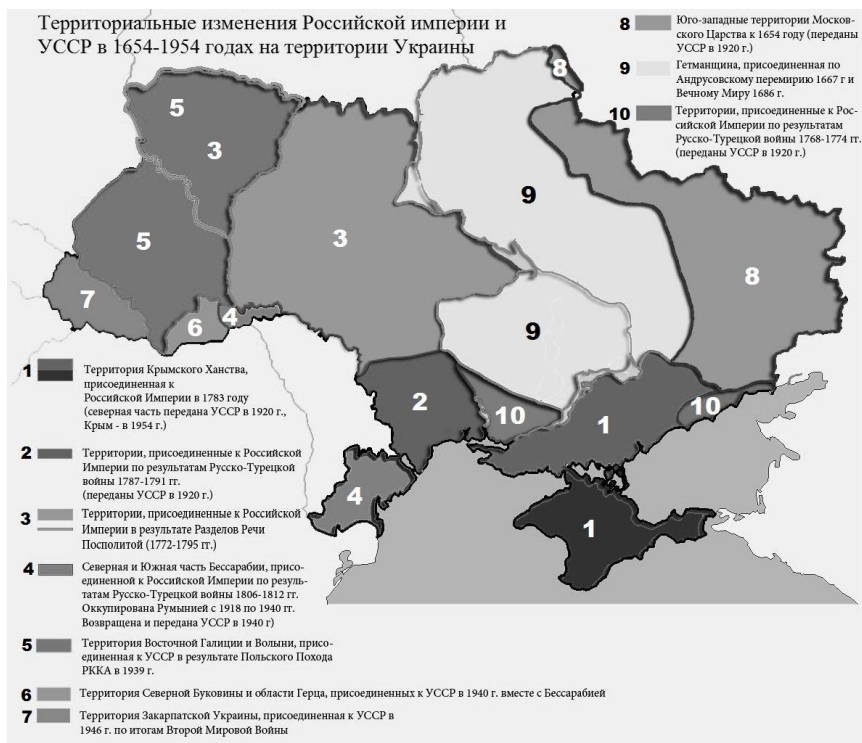 Территориальные изменения Российской империи и
УССР в 1654-1954 годах на территории Украины
8 Юго-западные территории Москов-
ского Царства к 1654 году (переданы
УССР в 1920 г.)
9 Гетманщина, присоединенная по
Андрусовскому перемирию 1667 г и
Вечному Миру 1686 г.
10 Территории, присоединенные к Рос-
сийской Империи по результатам
Русско-Турецкой войны 1768-1774 гг.
(переданы УССР в 1920 г.)
8
5
3
9
3
5
8
7
6
4
9
2
10
1
10
4
1
1 Территория Крымского Ханства,
присоединенная к
Российской Империи в 1783 году
(северная часть передана УССР в 1920 г.,
Крым - в 1954 г.)
2 Территории, присоединенные к Российской
Империи по результатам Русско-Турецкой
войны 1787-1791 гг.
(переданы УССР в 1920 г.)
3 Территории, присоединенные к Российской
Империи в результате Разделов Речи
Посполитой (1772-1795 гг.)
4 Северная и Южная часть Бессарабии, присо-
единенной к Российской Империи по резуль-
татам Русско-Турецкой войны 1806-1812 гг.
Оккупирована Румынией с 1918 по 1940 гг.
Возвращена и передана УССР в 1940 г)
5 Территория Восточной Галиции и Волыни, присо-
единенная к УССР в результате Польского Похода
РККА в 1939 г.
6 Территория Северной Буковины и области Герца, присоединенных к УССР в 1940 г. вместе с Бессарабией
7 Территория Закарпатской Украины, присоединенная к УССР в
1946 г. по итогам Второй Мировой Войны